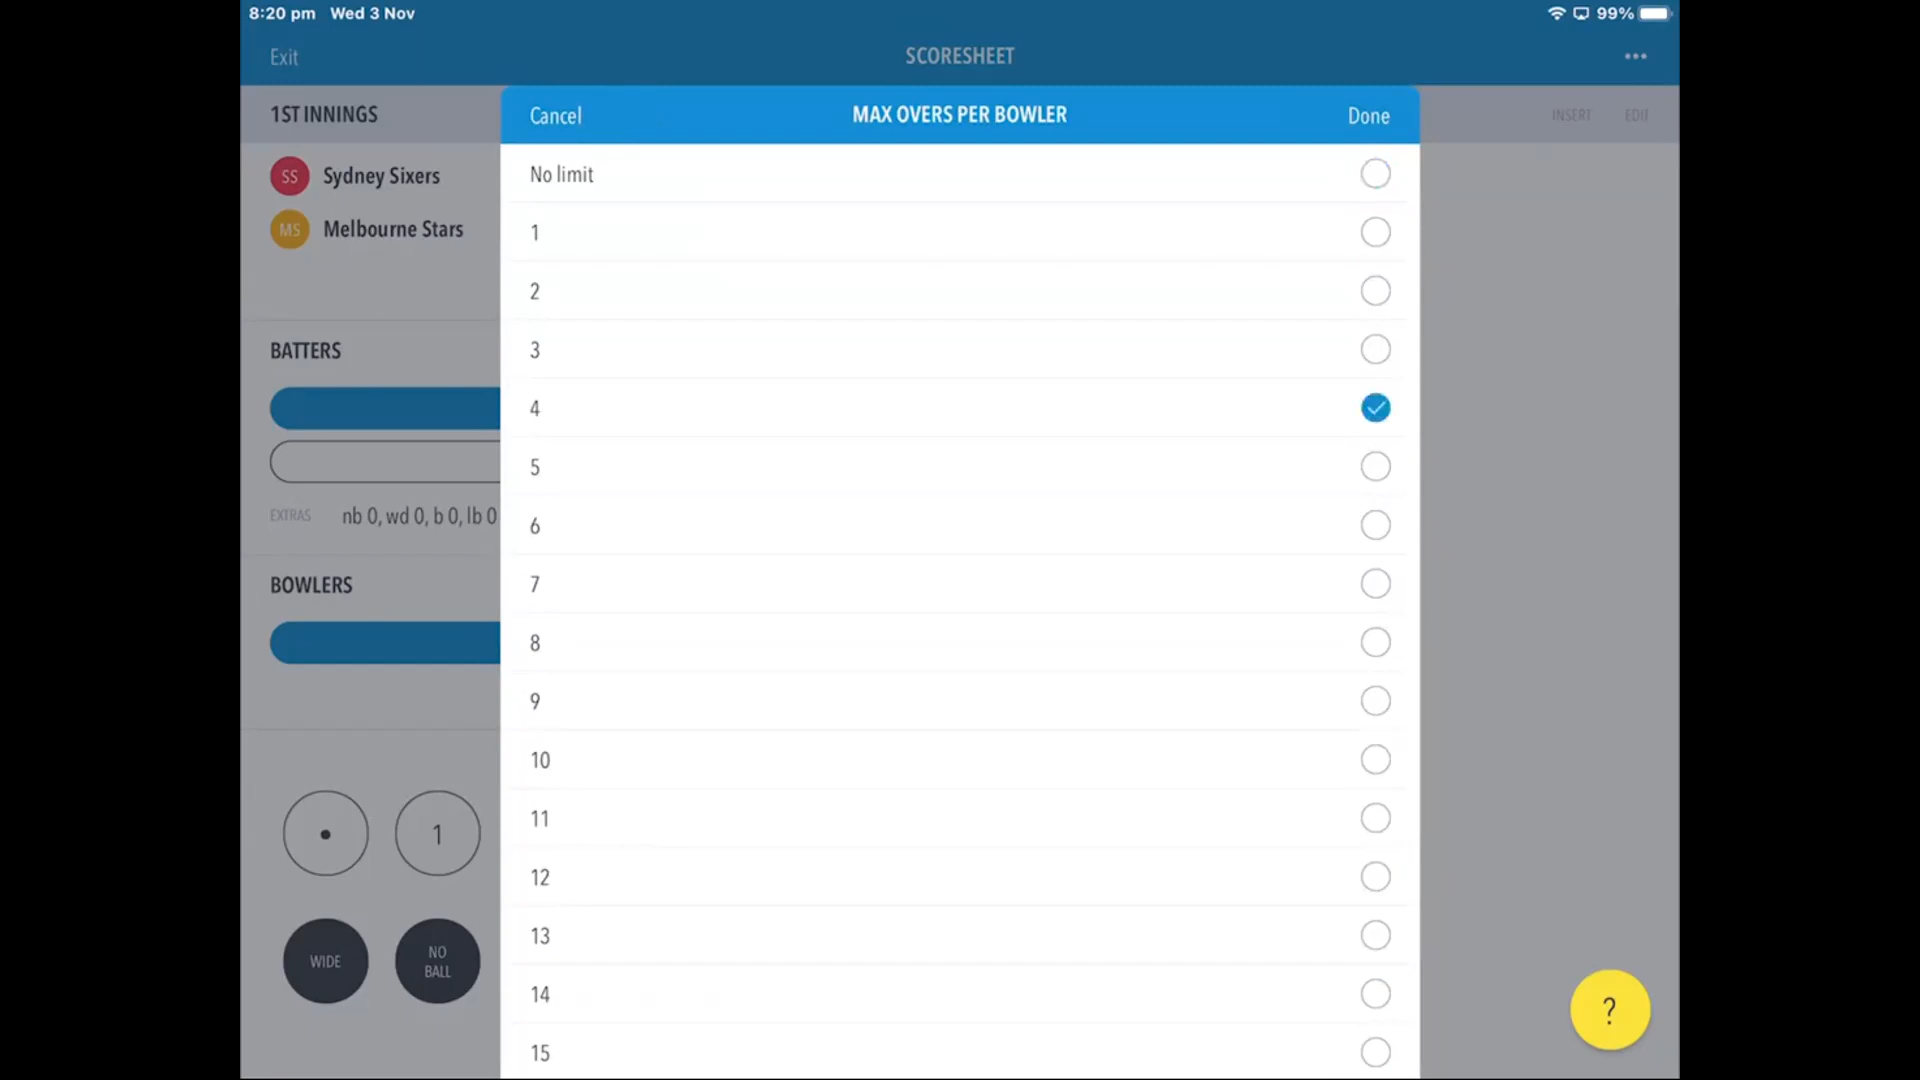 8:20 pm Wed 3 Nov
99%
Exit
SCORESHEET
•••
1ST INNINGS
INSERT EDIT
SS Sydney Sixers
MS Melbourne Stars
BATTERS
EXTRAS nb 0, wd 0, b 0, lb 0
BOWLERS
1
WIDE
NO
BALL
Cancel
MAX OVERS PER BOWLER
Done
No limit
1
2
3
4
5
6
7
8
9
10
11
12
13
14
15
?